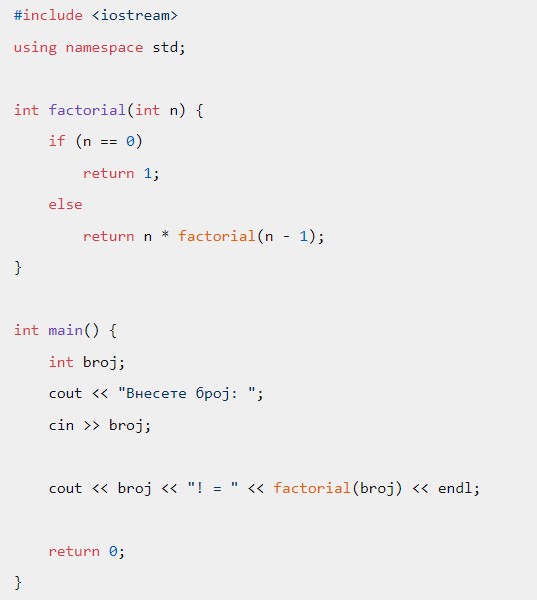 #include <iostream>
using namespace std;
int factorial(int n) {
    if (n == 0)
        return 1;
    else
        return n * factorial(n - 1);
}
int main() {
    int broj;
    cout << "Внесете број: ";
    cin >> broj;
    cout << broj << "! = " << factorial(broj) << endl;
    return 0;
}